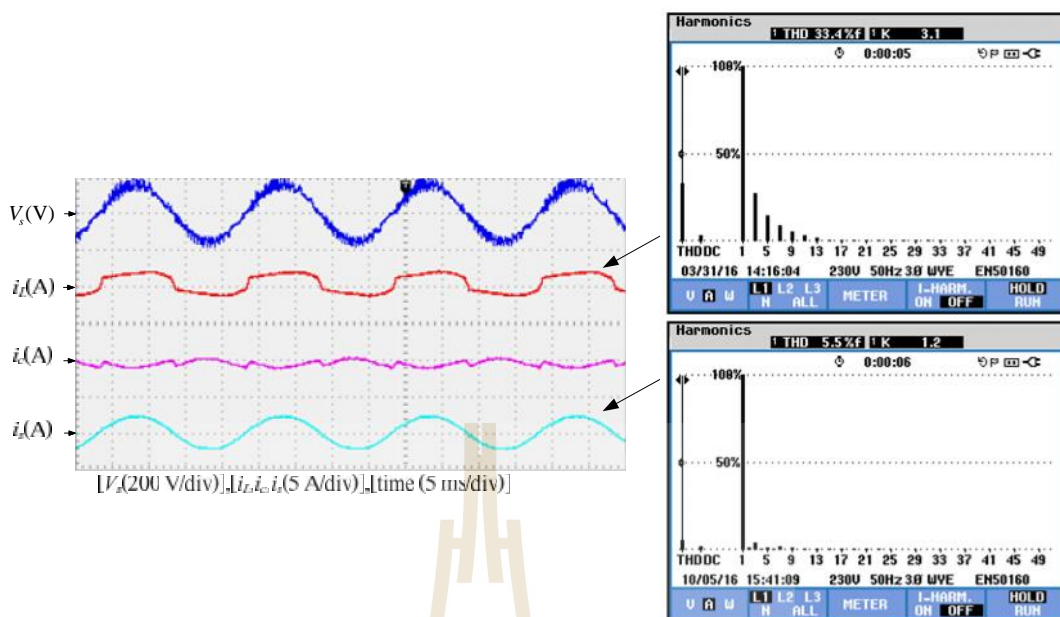 Vs(V)
iL(A)
ic(A)
is(A)
[Vs(200 V/div)],[iL,ic,is(5 A/div)],[time (5 ms/div)]
Harmonics
1 THD 33.4%f 1 K 3.1
0:00:05
100%
50%
THDDC 1 5 9 13 17 21 25 29 33 37 41 45 49
03/31/16 14:16:04 230V 50Hz 3Ø WYE EN50160
V A W L1 L2 L3 N ALL METER I-HARM. ON OFF HOLD RUN
Harmonics
1 THD 5.5%f 1 K 1.2
0:00:06
100%
50%
THDDC 1 5 9 13 17 21 25 29 33 37 41 45 49
10/05/16 15:41:09 230V 50Hz 3Ø WYE EN50160
V A W L1 L2 L3 N ALL METER I-HARM. ON OFF HOLD RUN